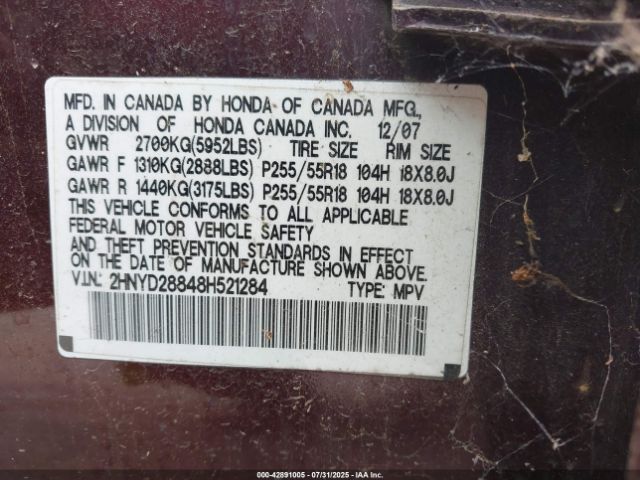 MFD. IN CANADA BY HONDA OF CANADA MFG.,
A DIVISION OF HONDA CANADA INC. 12/07
GVWR 2700KG(5952LBS) TIRE SIZE RIM SIZE
GAWR F 1310KG(2888LBS) P255/55R18 104H 18X8.0J
GAWR R 1440KG(3175LBS) P255/55R18 104H 18X8.0J
THIS VEHICLE CONFORMS TO ALL APPLICABLE
FEDERAL MOTOR VEHICLE SAFETY
AND THEFT PREVENTION STANDARDS IN EFFECT
ON THE DATE OF MANUFACTURE SHOWN ABOVE.
V.I.N.: 2HNYD28848H521284 TYPE: MPV
000-42891005 - 07/31/2025 - IAA Inc.